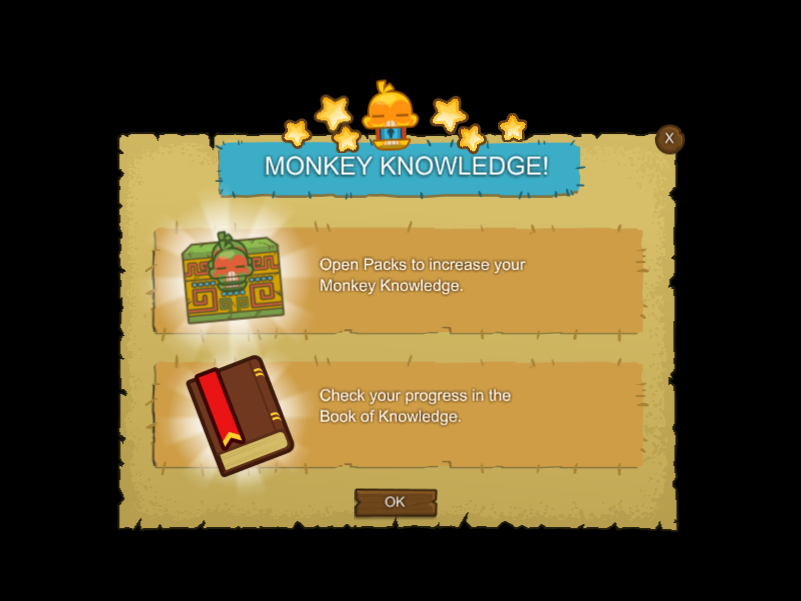 X
MONKEY KNOWLEDGE!
Open Packs to increase your
Monkey Knowledge.
Check your progress in the
Book of Knowledge.
OK